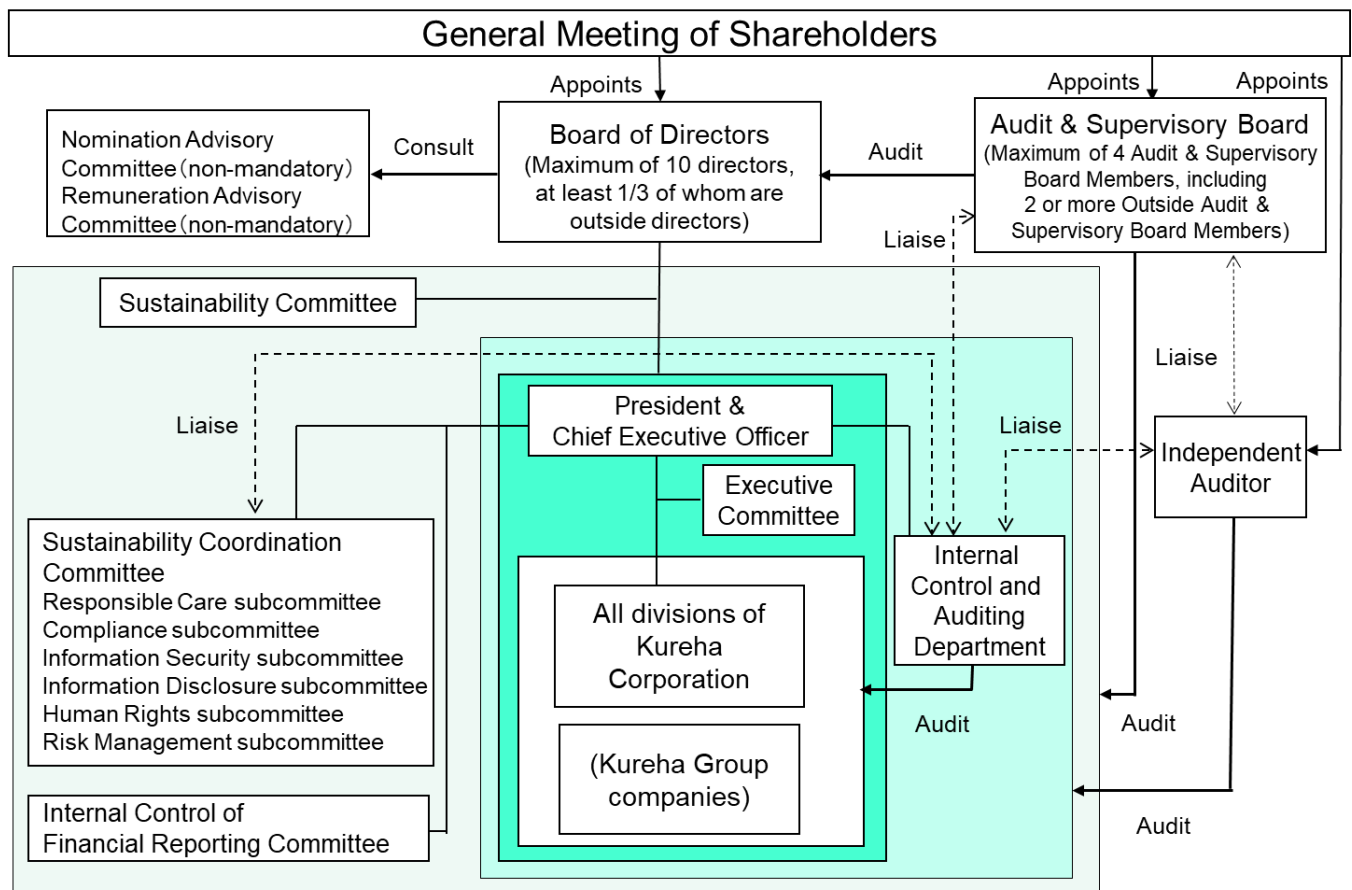 General Meeting of Shareholders
Appoints
Appoints
Appoints
Nomination Advisory
Committee(non-mandatory)
Remuneration Advisory
Committee(non-mandatory)
Consult
Board of Directors
(Maximum of 10 directors,
at least 1/3 of whom are
outside directors)
Audit
Audit & Supervisory Board
(Maximum of 4 Audit & Supervisory
Board Members, including
2 or more Outside Audit &
Supervisory Board Members)
Liaise
Sustainability Committee
Liaise
Liaise
President &
Chief Executive Officer
Liaise
Independent
Auditor
Executive
Committee
Sustainability Coordination
Committee
Responsible Care subcommittee
Compliance subcommittee
Information Security subcommittee
Information Disclosure subcommittee
Human Rights subcommittee
Risk Management subcommittee
Internal
Control and
Auditing
Department
All divisions of
Kureha
Corporation
Audit
Audit
(Kureha Group
companies)
Internal Control of
Financial Reporting Committee
Audit